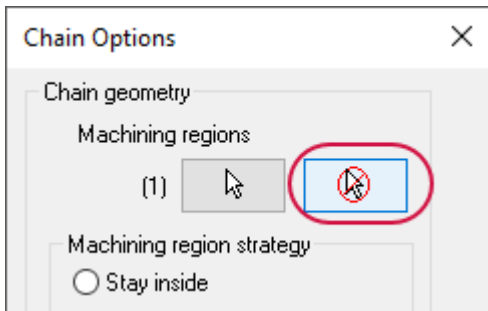 Chain Options
Chain geometry
Machining regions
(1)
Machining region strategy
Stay inside